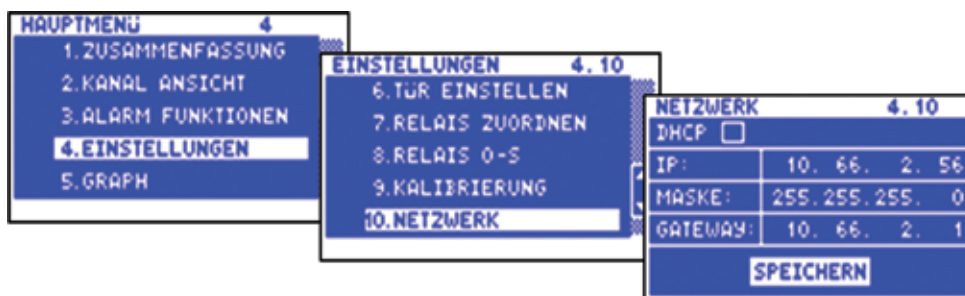 HAUPTMENÜ 4
1.ZUSAMMENFASSUNG
2.KANAL ANSICHT
3.ALARM FUNKTIONEN
4.EINSTELLUNGEN
5.GRAPH
EINSTELLUNGEN 4.10
6.TÜR EINSTELLEN
7.RELAIS ZUORDNEN
8.RELAIS O-S
9.KALIBRIERUNG
10.NETZWERK
NETZWERK 4.10
DHCP
IP: 10. 66. 2. 56
MASKE: 255.255.255. 0
GATEWAY: 10. 66. 2. 1
SPEICHERN